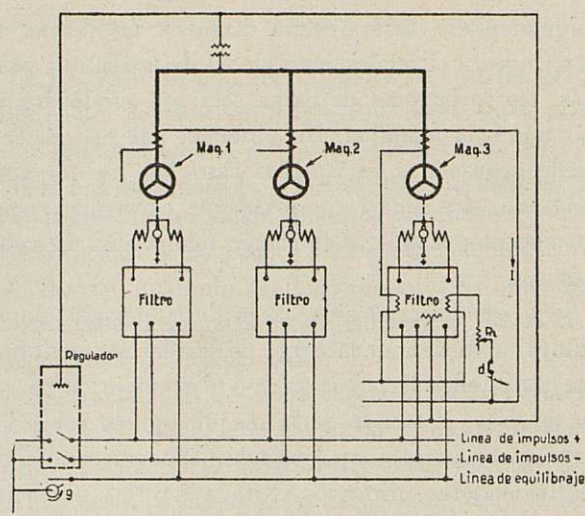 Maq.1
Maq.2
Maq.3
+
+
+
I
Filtro
Filtro
Filtro
R₁
d
Regulador
Linea de impulsos +
Linea de impulsos -
Linea de equilibraje
g